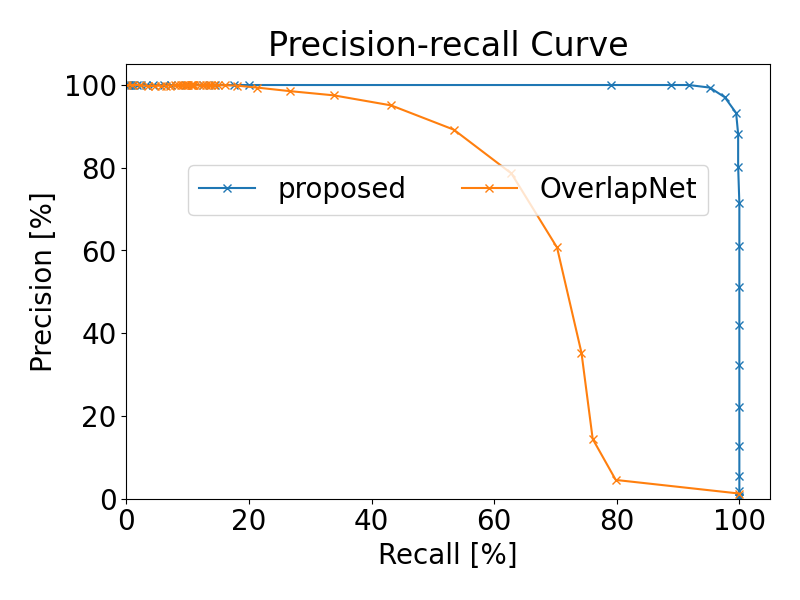 Precision-recall Curve
100
80
60
40
20
0
Precision [%]
proposed OverlapNet
0 20 40 60 80 100
Recall [%]